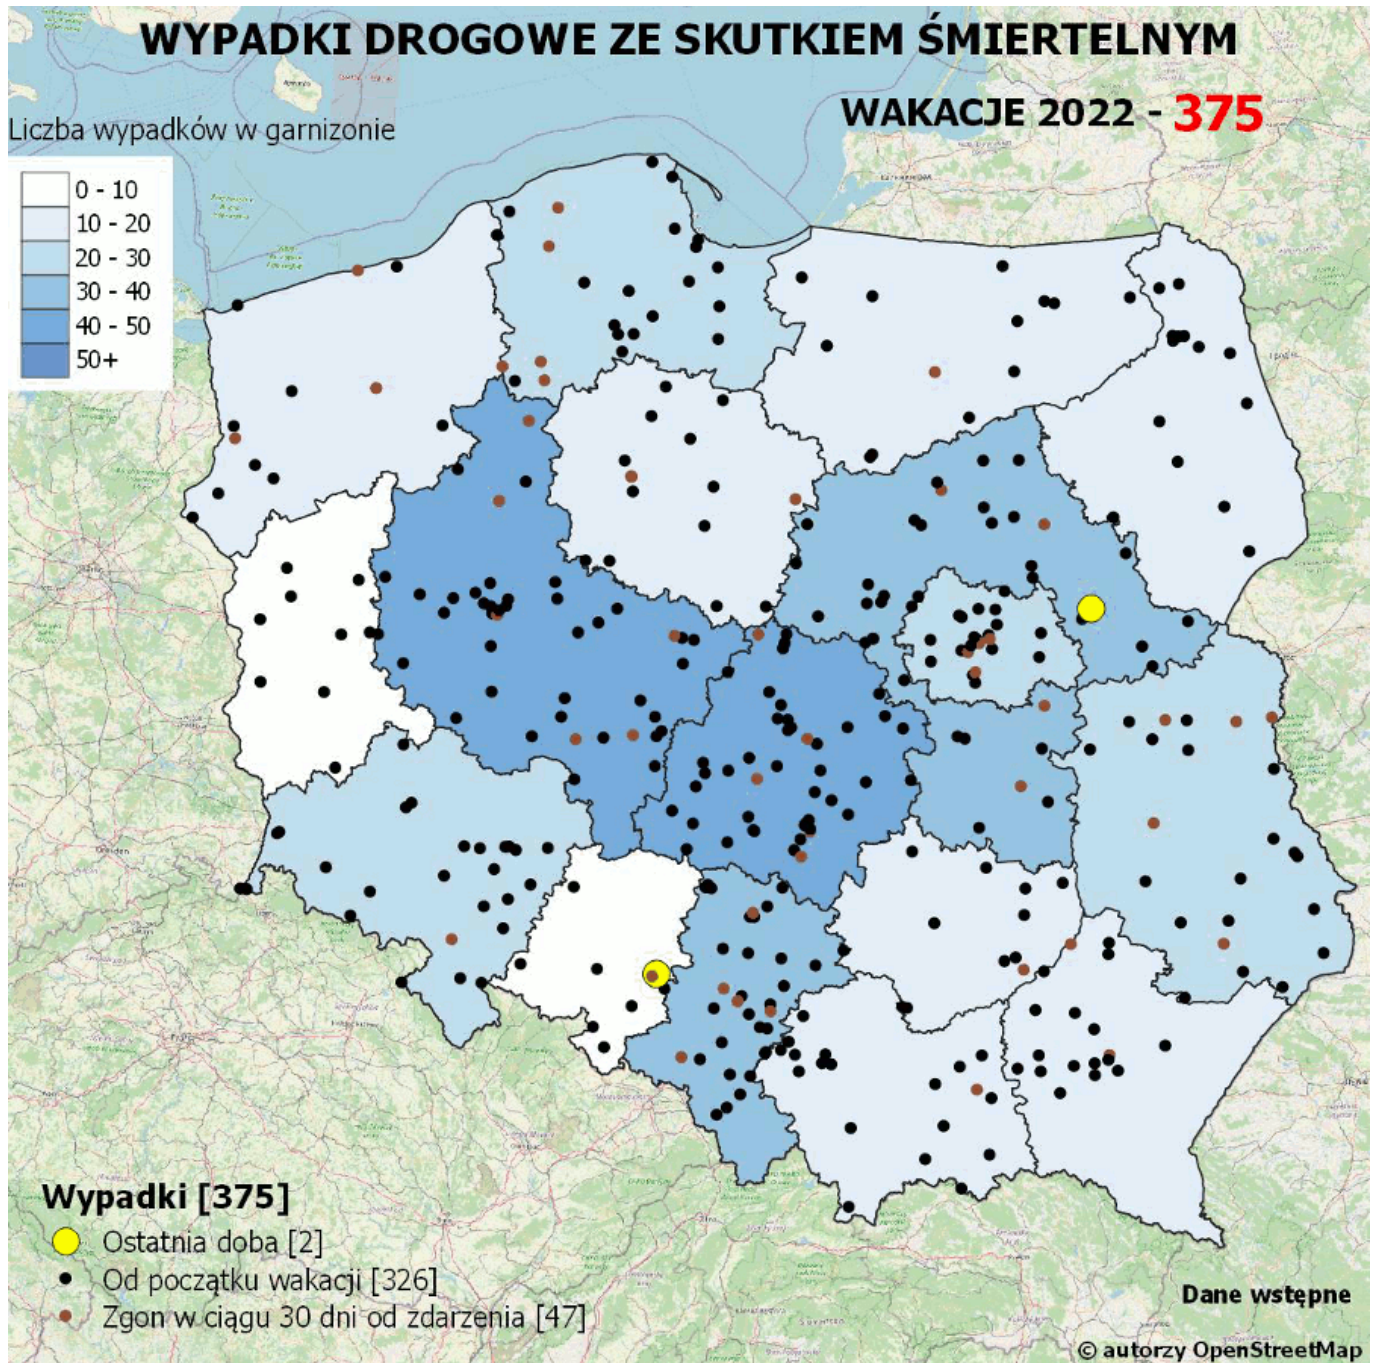 WYPADKI DROGOWE ZE SKUTKIEM ŚMIERTELNYM
WAKACJE 2022 - 375
Liczba wypadków w garnizonie
0 - 10
10 - 20
20 - 30
30 - 40
40 - 50
50+
Wypadki [375]
Ostatnia doba [2]
Od początku wakacji [326]
Zgon w ciągu 30 dni od zdarzenia [47]
Dane wstępne
© autorzy OpenStreetMap